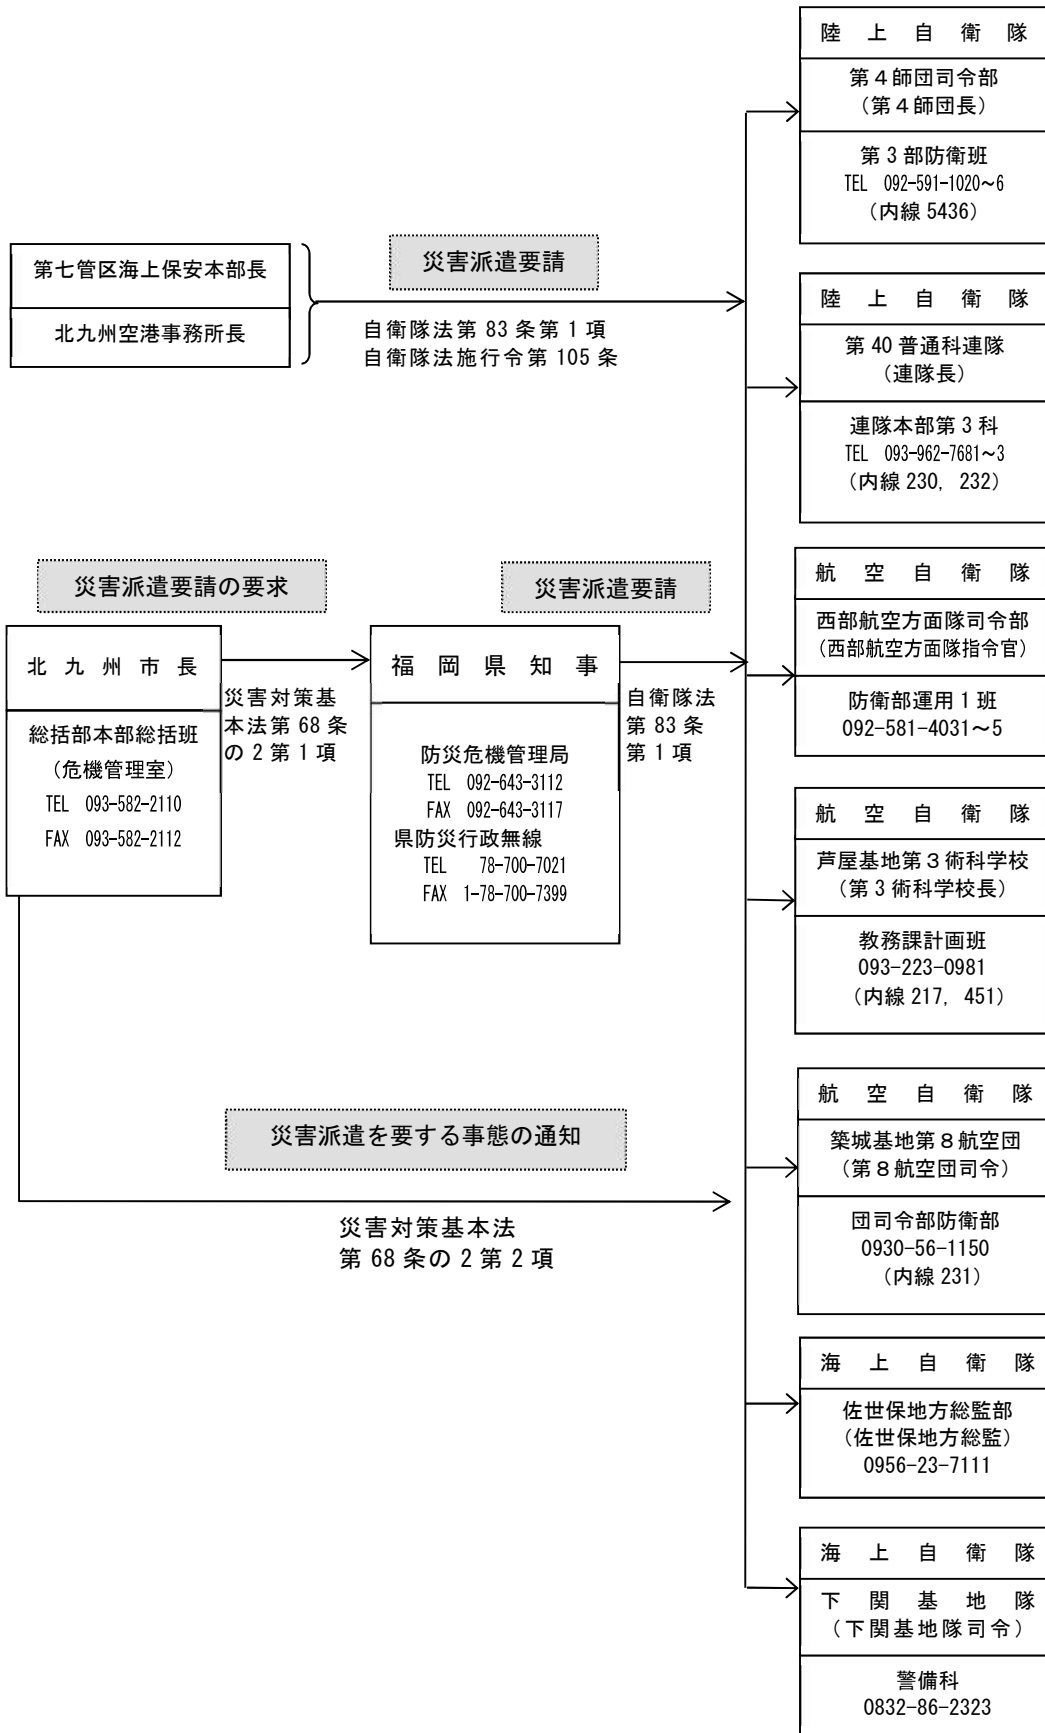 陸上自衛隊
第4師団司令部
（第4師団長）
第3部防衛班
TEL 092-591-1020～6
（内線 5436）
災害派遣要請
第七管区海上保安本部長
北九州空港事務所長
自衛隊法第 83 条第 1 項
自衛隊法施行令第 105 条
陸上自衛隊
第 40 普通科連隊
（連隊長）
連隊本部第 3 科
TEL 093-962-7681～3
（内線 230，232）
災害派遣要請の要求
災害派遣要請
北九州市長
総括部本部総括班
（危機管理室）
TEL 093-582-2110
FAX 093-582-2112
災害対策基
本法第 68 条
の 2 第 1 項
福岡県知事
防災危機管理局
TEL 092-643-3112
FAX 092-643-3117
県防災行政無線
TEL 78-700-7021
FAX 1-78-700-7399
自衛隊法
第 83 条
第 1 項
航空自衛隊
西部航空方面隊司令部
（西部航空方面隊指令官）
防衛部運用 1 班
092-581-4031～5
航空自衛隊
芦屋基地第3術科学校
（第3術科学校長）
教務課計画班
093-223-0981
（内線 217，451）
災害派遣を要する事態の通知
災害対策基本法
第 68 条の 2 第 2 項
航空自衛隊
築城基地第8航空団
（第8航空団司令）
団司令部防衛部
0930-56-1150
（内線 231）
海上自衛隊
佐世保地方総監部
（佐世保地方総監）
0956-23-7111
海上自衛隊
下関基地隊
（下関基地隊司令）
警備科
0832-86-2323